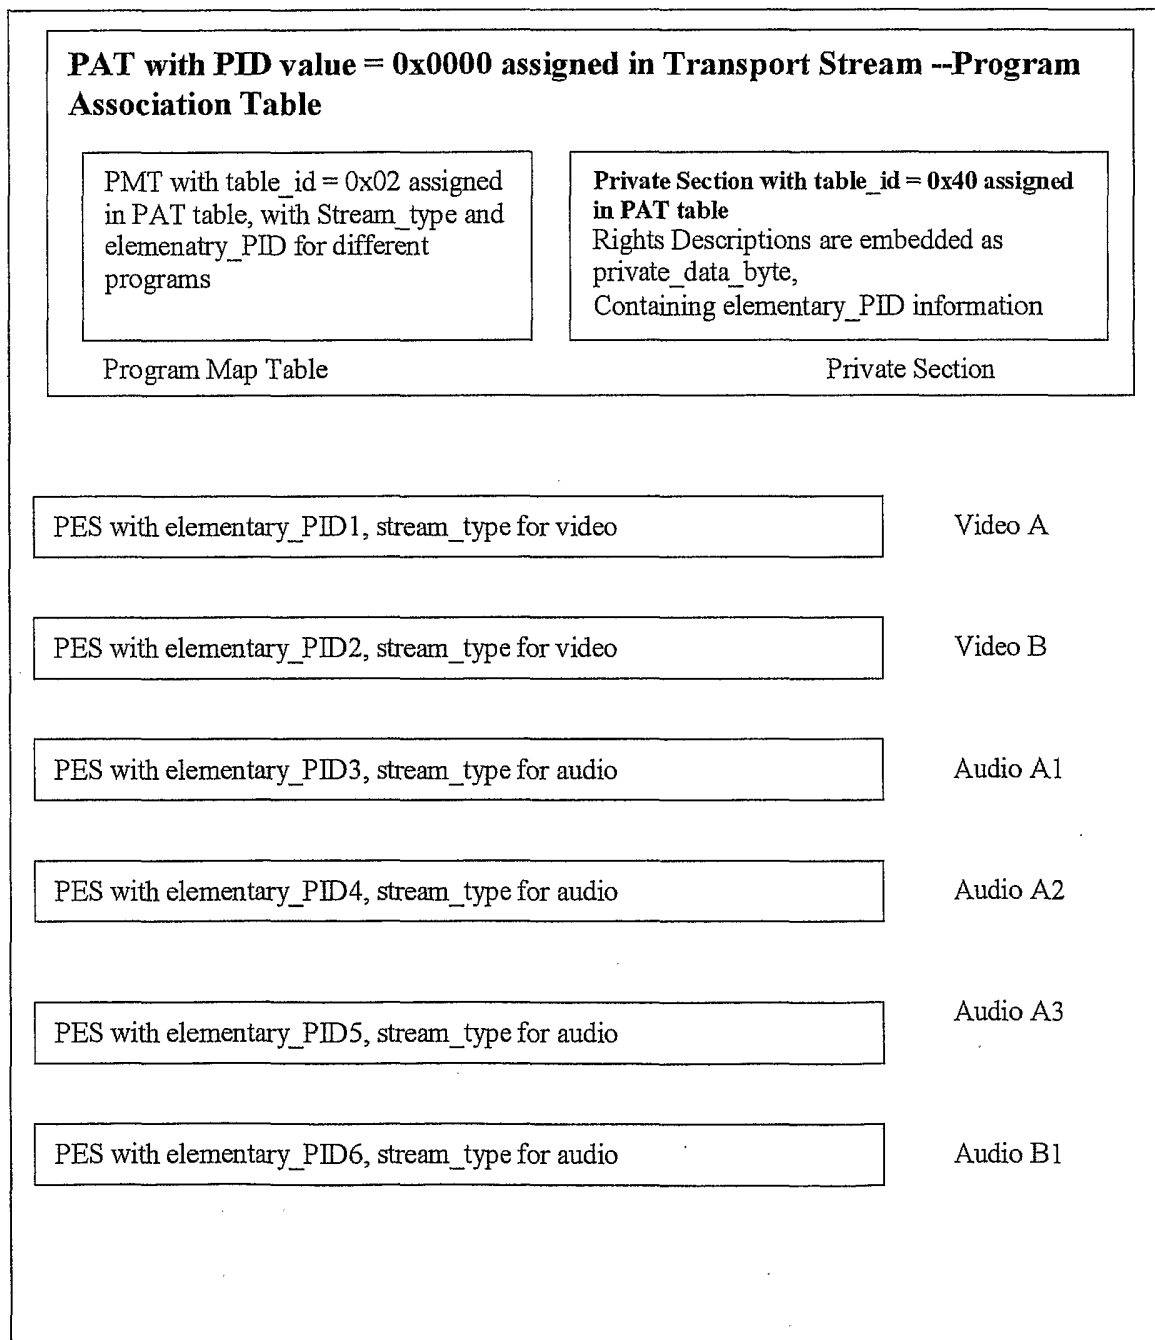 PAT with PID value = 0x0000 assigned in Transport Stream --Program
Association Table
PMT with table_id = 0x02 assigned
in PAT table, with Stream_type and
elemenatry_PID for different
programs
Private Section with table_id = 0x40 assigned
in PAT table
Rights Descriptions are embedded as
private_data_byte,
Containing elementary_PID information
Program Map Table
Private Section
PES with elementary_PID1, stream_type for video
Video A
PES with elementary_PID2, stream_type for video
Video B
PES with elementary_PID3, stream_type for audio
Audio A1
PES with elementary_PID4, stream_type for audio
Audio A2
PES with elementary_PID5, stream_type for audio
Audio A3
PES with elementary_PID6, stream_type for audio
Audio B1